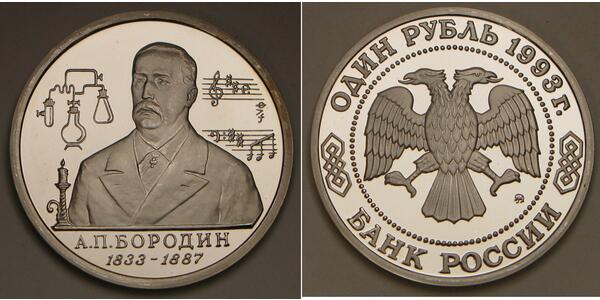 А.П.БОРОДИН
1833-1887
ОДИН РУБЛЬ 1993 г.
БАНК РОССИИ